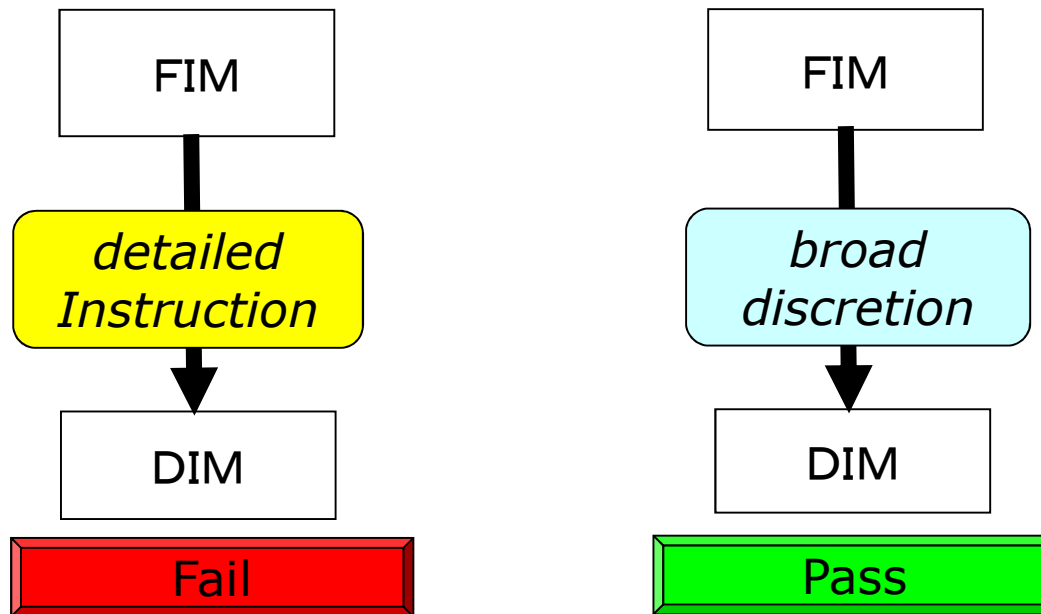 FIM
detailed
Instruction
DIM
Fail
FIM
broad
discretion
DIM
Pass